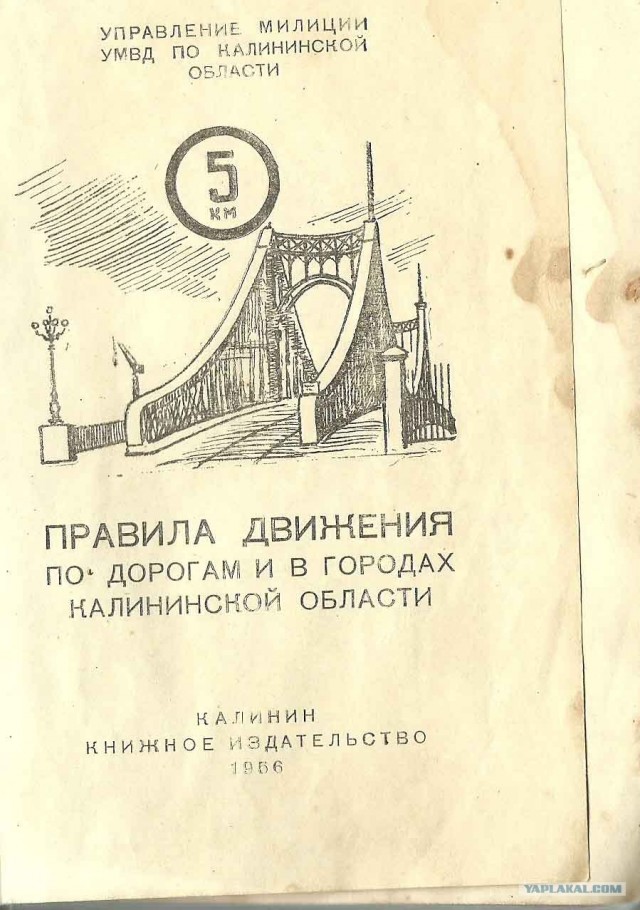 УПРАВЛЕНИЕ МИЛИЦИИ
УМВД ПО КАЛИНИНСКОЙ
ОБЛАСТИ
5
КМ
ПРАВИЛА ДВИЖЕНИЯ
ПО ДОРОГАМ И В ГОРОДАХ
КАЛИНИНСКОЙ ОБЛАСТИ
КАЛИНИН
КНИЖНОЕ ИЗДАТЕЛЬСТВО
1956
YAPLAKAL.COM